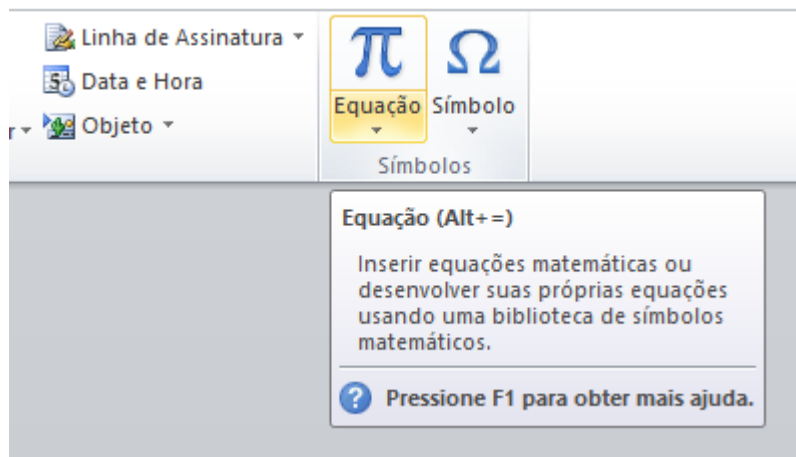 Linha de Assinatura
Data e Hora
r
Objeto
π
Ω
Equação
Símbolo
Símbolos
Equação (Alt+=)
Inserir equações matemáticas ou
desenvolver suas próprias equações
usando uma biblioteca de símbolos
matemáticos.
Pressione F1 para obter mais ajuda.